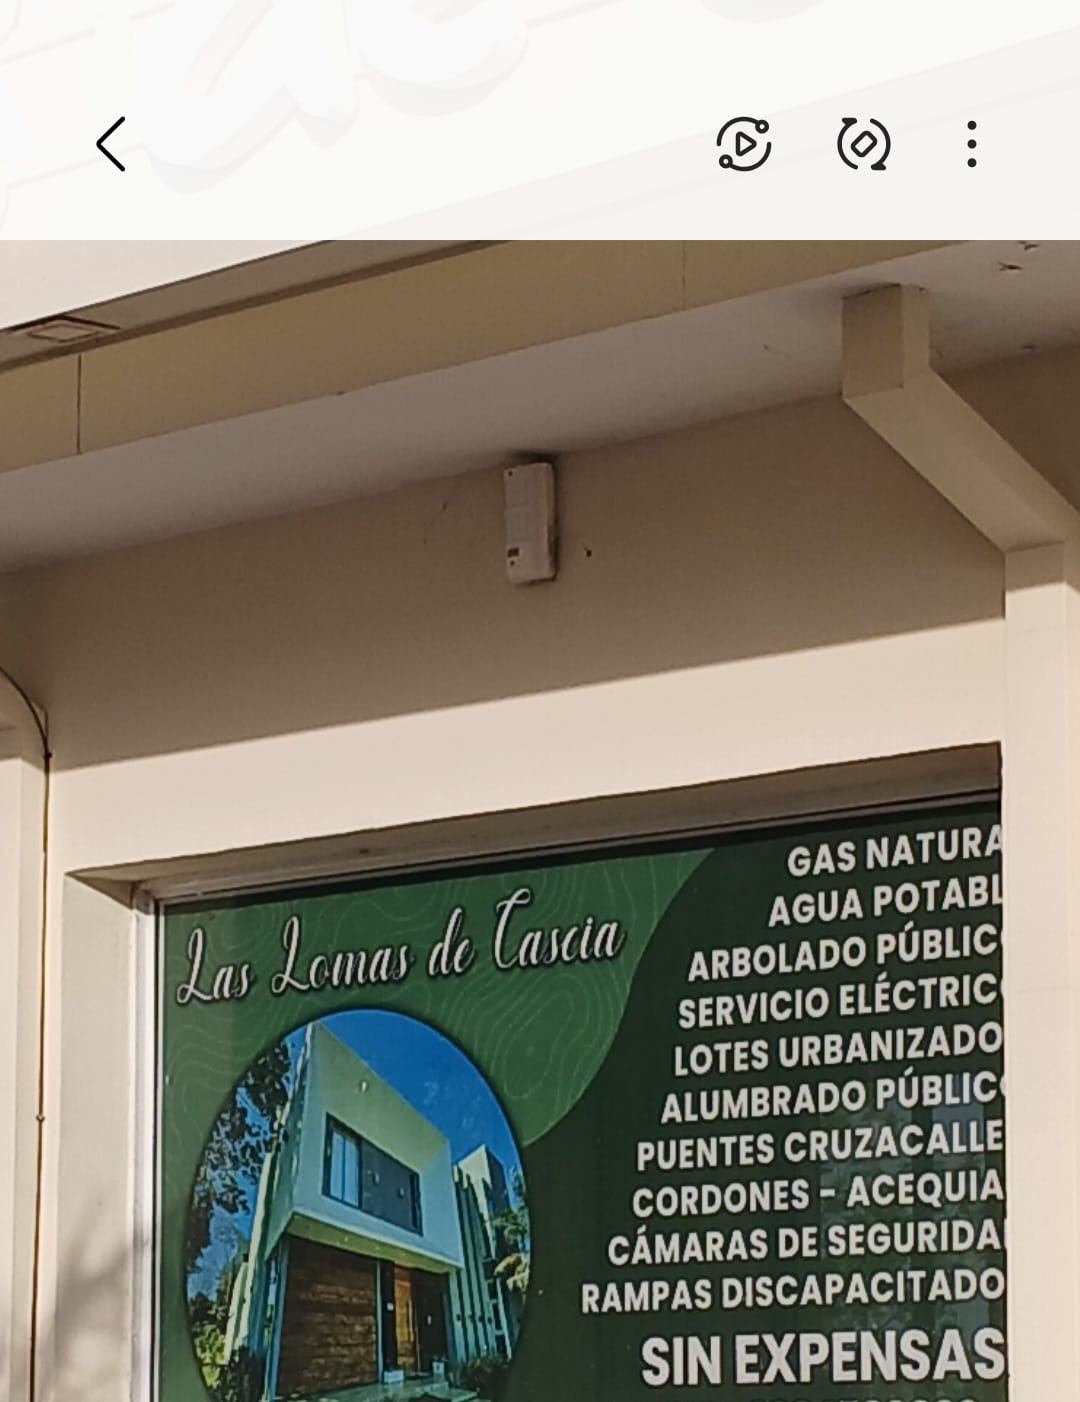 Las Lomas de Cascia
GAS NATURA
AGUA POTABL
ARBOLADO PÚBLIC
SERVICIO ELÉCTRIC
LOTES URBANIZADO
ALUMBRADO PÚBLIC
PUENTES CRUZACALLE
CORDONES - ACEQUIA
CÁMARAS DE SEGURIDA
RAMPAS DISCAPACITADO
SIN EXPENSAS